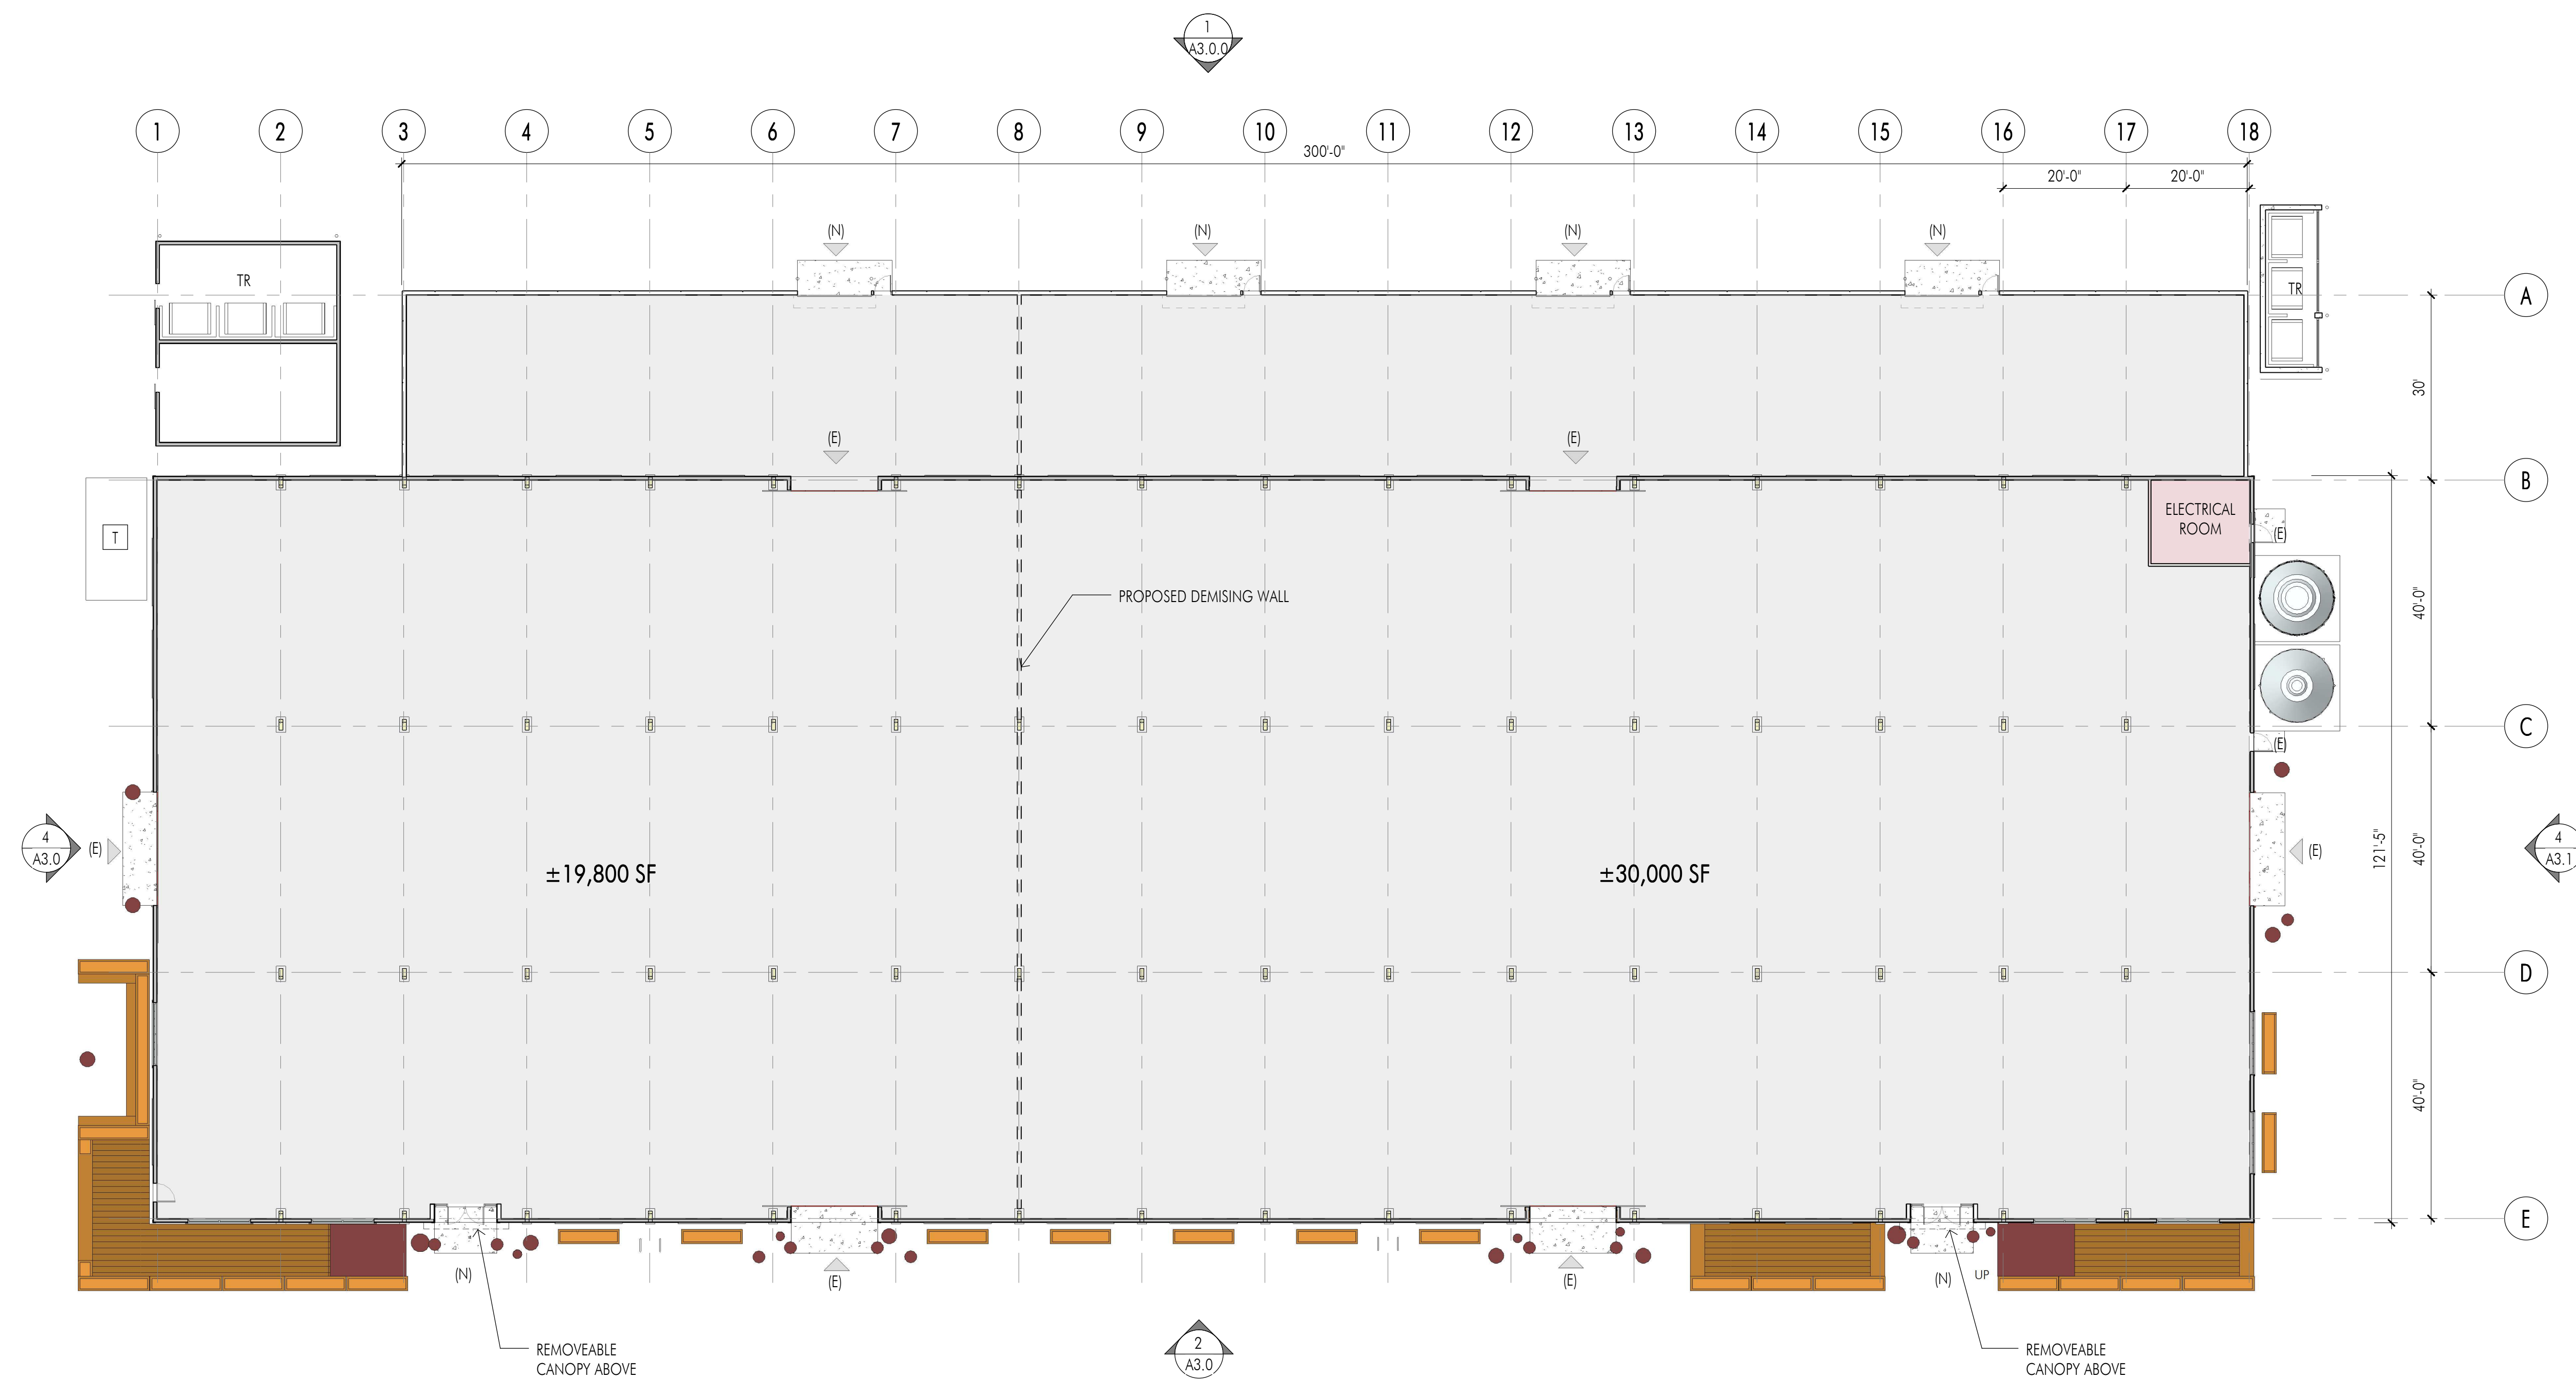 1
A3.0.0
1 2 3 4 5 6 7 8 9 10 11 12 13 14 15 16 17 18
300'-0"
20'-0" 20'-0"
(N) (N) (N) (N)
TR
TR
A
30'
(E) (E)
B
T
ELECTRICAL
ROOM
(E)
PROPOSED DEMISING WALL
40'-0"
C
(E)
4
A3.0
(E)
±19,800 SF
±30,000 SF
(E)
121'-5"
40'-0"
4
A3.1
D
40'-0"
E
(N)
(E)
(E)
(N)
UP
REMOVEABLE
CANOPY ABOVE
2
A3.0
REMOVEABLE
CANOPY ABOVE